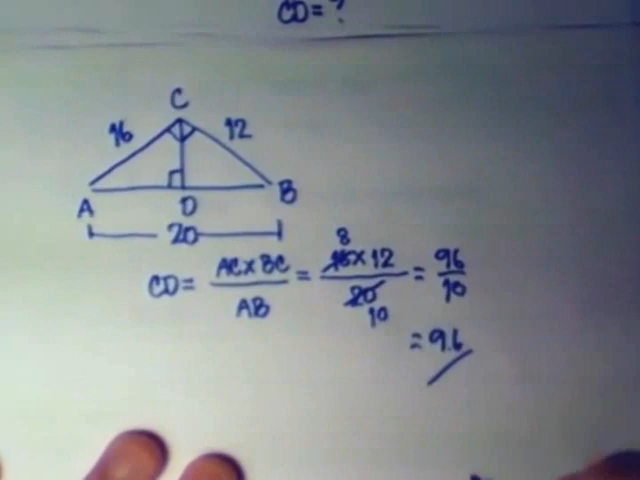 CD = ?
C
16 12
A D B
20
CD = AC x BC / AB = 16 x 12 / 20 = 96 / 10
8
10
= 9.6